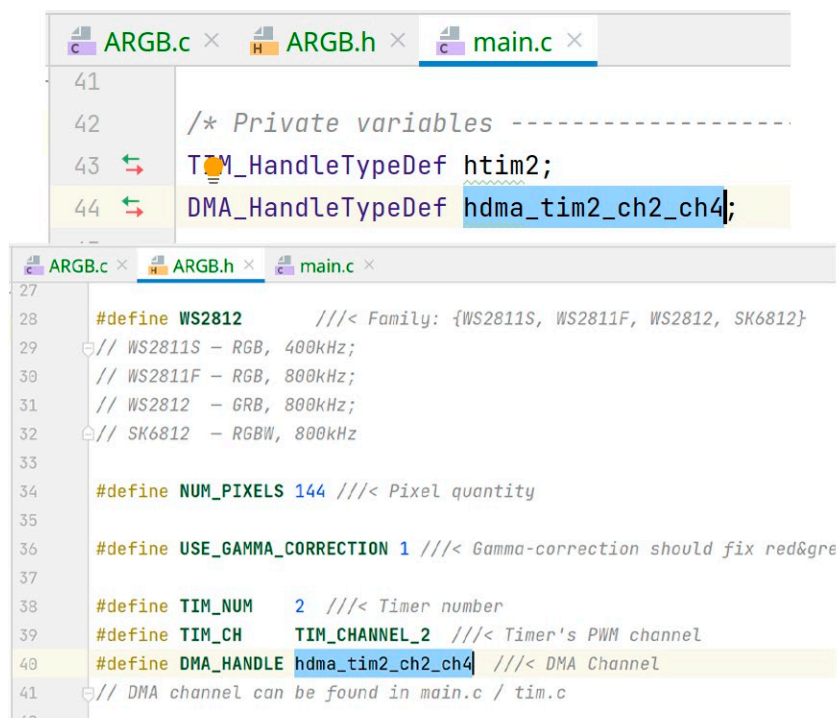 ARGB.c × ARGB.h × main.c ×
41
42 /* Private variables --------------------
43 TIM_HandleTypeDef htim2;
44 DMA_HandleTypeDef hdma_tim2_ch2_ch4;
ARGB.c × ARGB.h × main.c ×
27
28 #define WS2812 ///< Family: {WS2811S, WS2811F, WS2812, SK6812}
29 // WS2811S — RGB, 400kHz;
30 // WS2811F — RGB, 800kHz;
31 // WS2812 — GRB, 800kHz;
32 // SK6812 — RGBW, 800kHz
33
34 #define NUM_PIXELS 144 ///< Pixel quantity
35
36 #define USE_GAMMA_CORRECTION 1 ///< Gamma-correction should fix red&gre
37
38 #define TIM_NUM 2 ///< Timer number
39 #define TIM_CH TIM_CHANNEL_2 ///< Timer's PWM channel
40 #define DMA_HANDLE hdma_tim2_ch2_ch4 ///< DMA Channel
41 // DMA channel can be found in main.c / tim.c